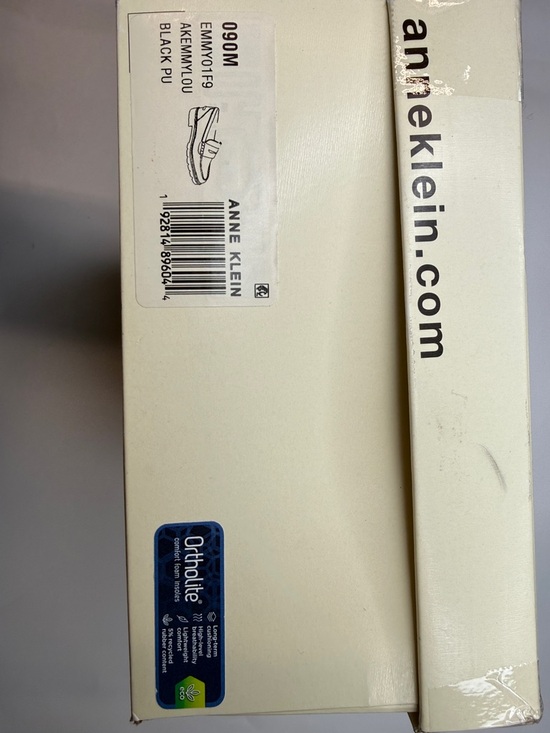 anneklein.com
090M
EMMY01F9
AKEMMYLOU
BLACK PU
ANNE KLEIN
1 92814 89604 4
Ortholite®
comfort foam insoles
Long-term
cushioning
High-level
breathability
Lightweight
comfort
5% recycled
rubber content
eco